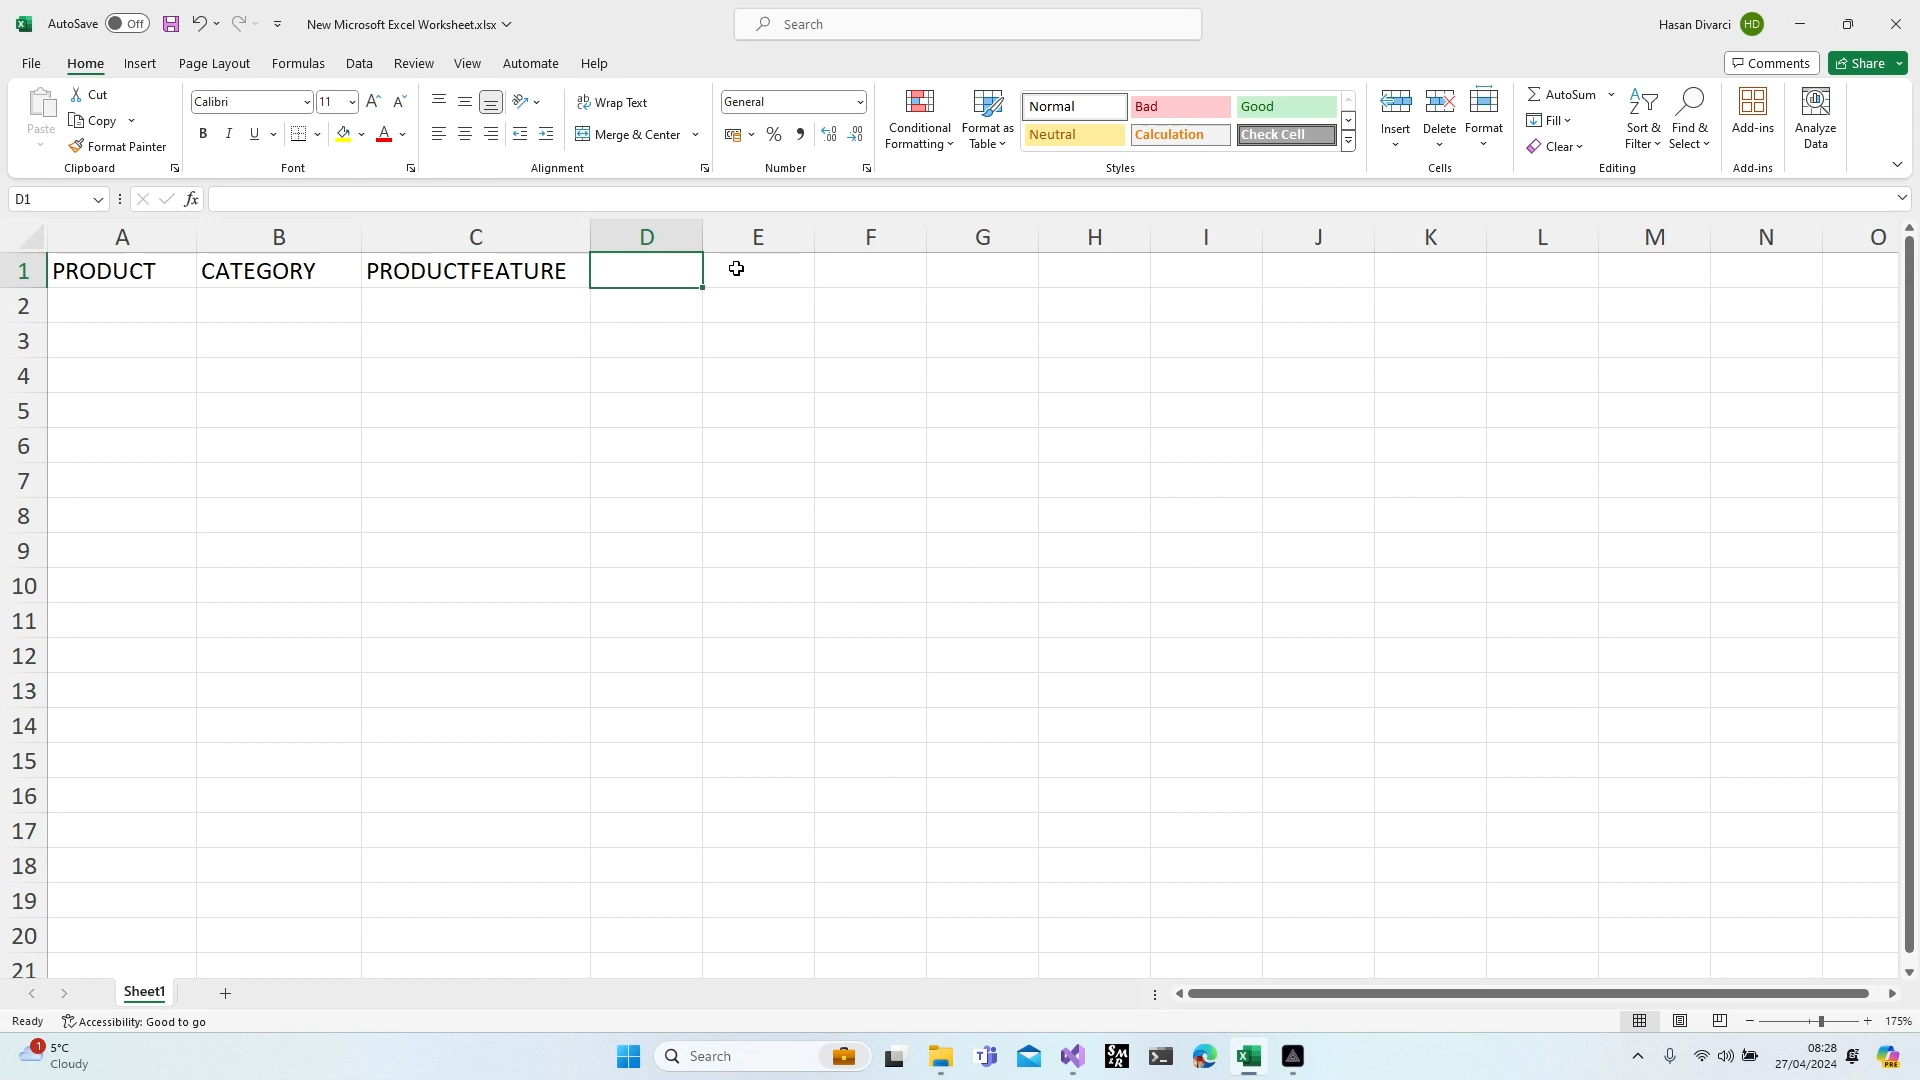 AutoSave Off New Microsoft Excel Worksheet.xlsx Search Hasan Divarci HD
File Home Insert Page Layout Formulas Data Review View Automate Help Comments Share
Paste
Cut
Copy
Format Painter
Clipboard
Calibri 11
B I U A
Font
ab Wrap Text
Merge & Center
Alignment
General
% ,
Number
Conditional Formatting
Format as Table
Normal Bad Good
Neutral Calculation Check Cell
Styles
Insert Delete Format
Cells
AutoSum
Fill
Clear
Sort & Filter
Find & Select
Editing
Add-ins
Add-ins
Analyze Data
D1 fx
A B C D E F G H I J K L M N O
1 PRODUCT CATEGORY PRODUCTFEATURE
2
3
4
5
6
7
8
9
10
11
12
13
14
15
16
17
18
19
20
21
Sheet1
Ready Accessibility: Good to go 175%
1 5°C
Cloudy
Search
08:28
27/04/2024
PRE